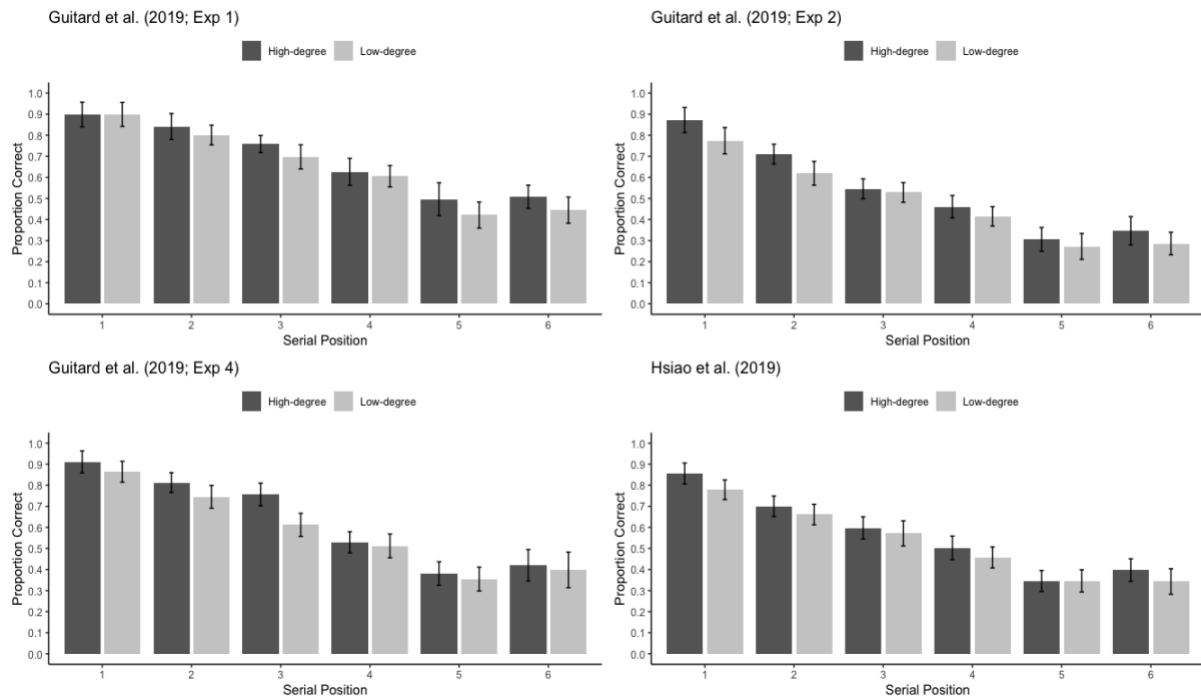 Guitard et al. (2019; Exp 1)
High-degree Low-degree
Proportion Correct
1.0
0.9
0.8
0.7
0.6
0.5
0.4
0.3
0.2
0.1
0.0
1 2 3 4 5 6
Serial Position
Guitard et al. (2019; Exp 2)
High-degree Low-degree
Proportion Correct
1.0
0.9
0.8
0.7
0.6
0.5
0.4
0.3
0.2
0.1
0.0
1 2 3 4 5 6
Serial Position
Guitard et al. (2019; Exp 4)
High-degree Low-degree
Proportion Correct
1.0
0.9
0.8
0.7
0.6
0.5
0.4
0.3
0.2
0.1
0.0
1 2 3 4 5 6
Serial Position
Hsiao et al. (2019)
High-degree Low-degree
Proportion Correct
1.0
0.9
0.8
0.7
0.6
0.5
0.4
0.3
0.2
0.1
0.0
1 2 3 4 5 6
Serial Position